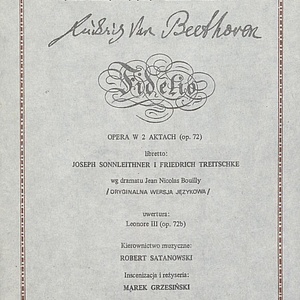 Ludwig Van Beethoven
Fidelio
OPERA W 2 AKTACH (op. 72)
libretto:
JOSEPH SONNLEITHNER I FRIEDRICH TREITSCHKE
wg dramatu Jean Nicolas Bouilly
/ORYGINALNA WERSJA JĘZYKOWA/
uwertura:
Leonore III (op. 72b)
Kierownictwo muzyczne:
ROBERT SATANOWSKI
Inscenizacja i reżyseria:
MAREK GRZESIŃSKI